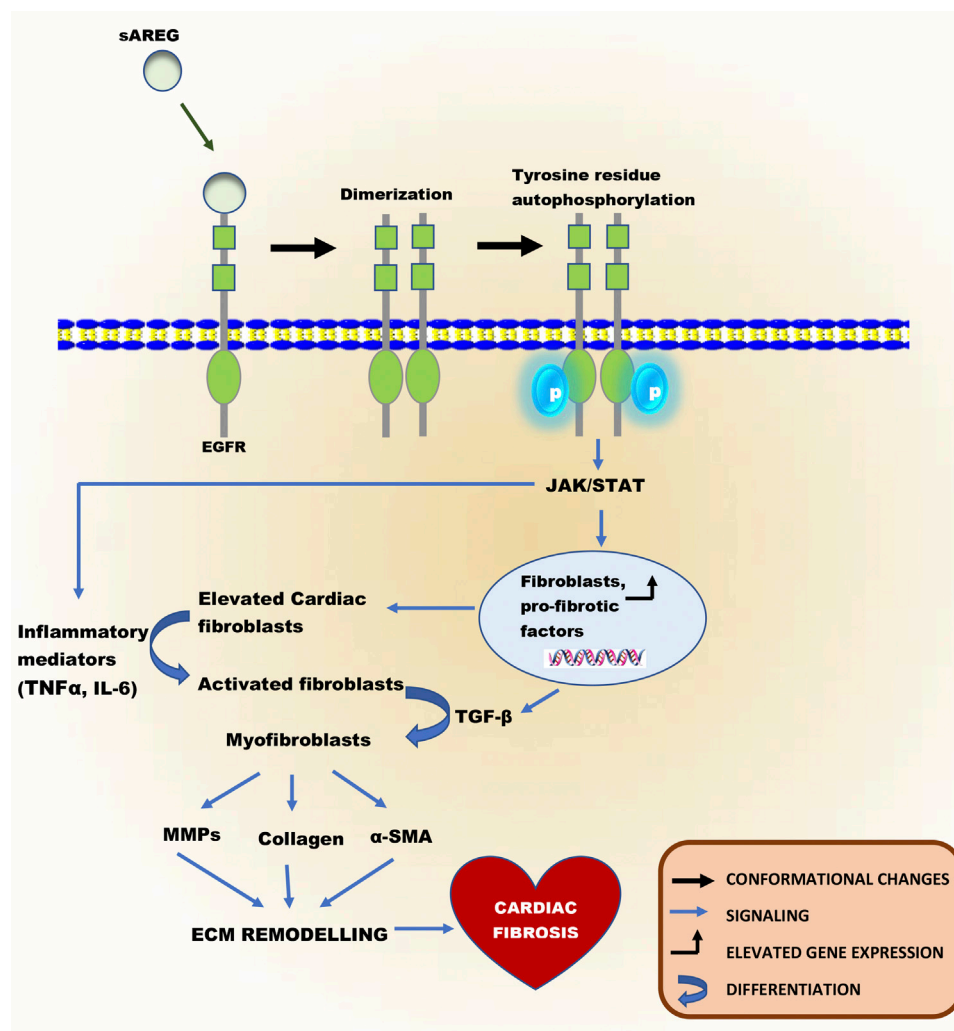 sAREG
Dimerization
Tyrosine residue
autophosphorylation
p
p
EGFR
JAK/STAT
Fibroblasts,
pro-fibrotic
factors
Elevated Cardiac
fibroblasts
Inflammatory
mediators
(TNFα, IL-6)
Activated fibroblasts
TGF-β
Myofibroblasts
MMPs
Collagen
α-SMA
ECM REMODELLING
CARDIAC
FIBROSIS
CONFORMATIONAL CHANGES
SIGNALING
ELEVATED GENE EXPRESSION
DIFFERENTIATION